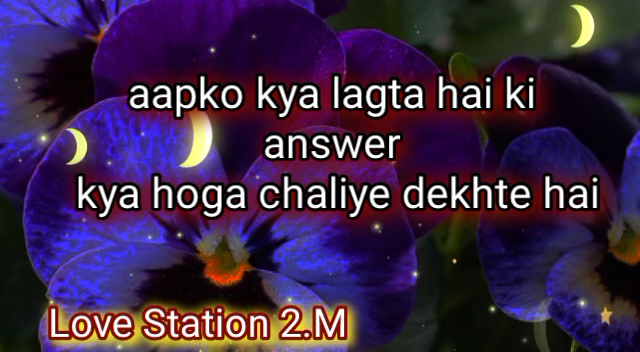 aapko kya lagta hai ki
answer
kya hoga chaliye dekhte hai
Love Station 2.M